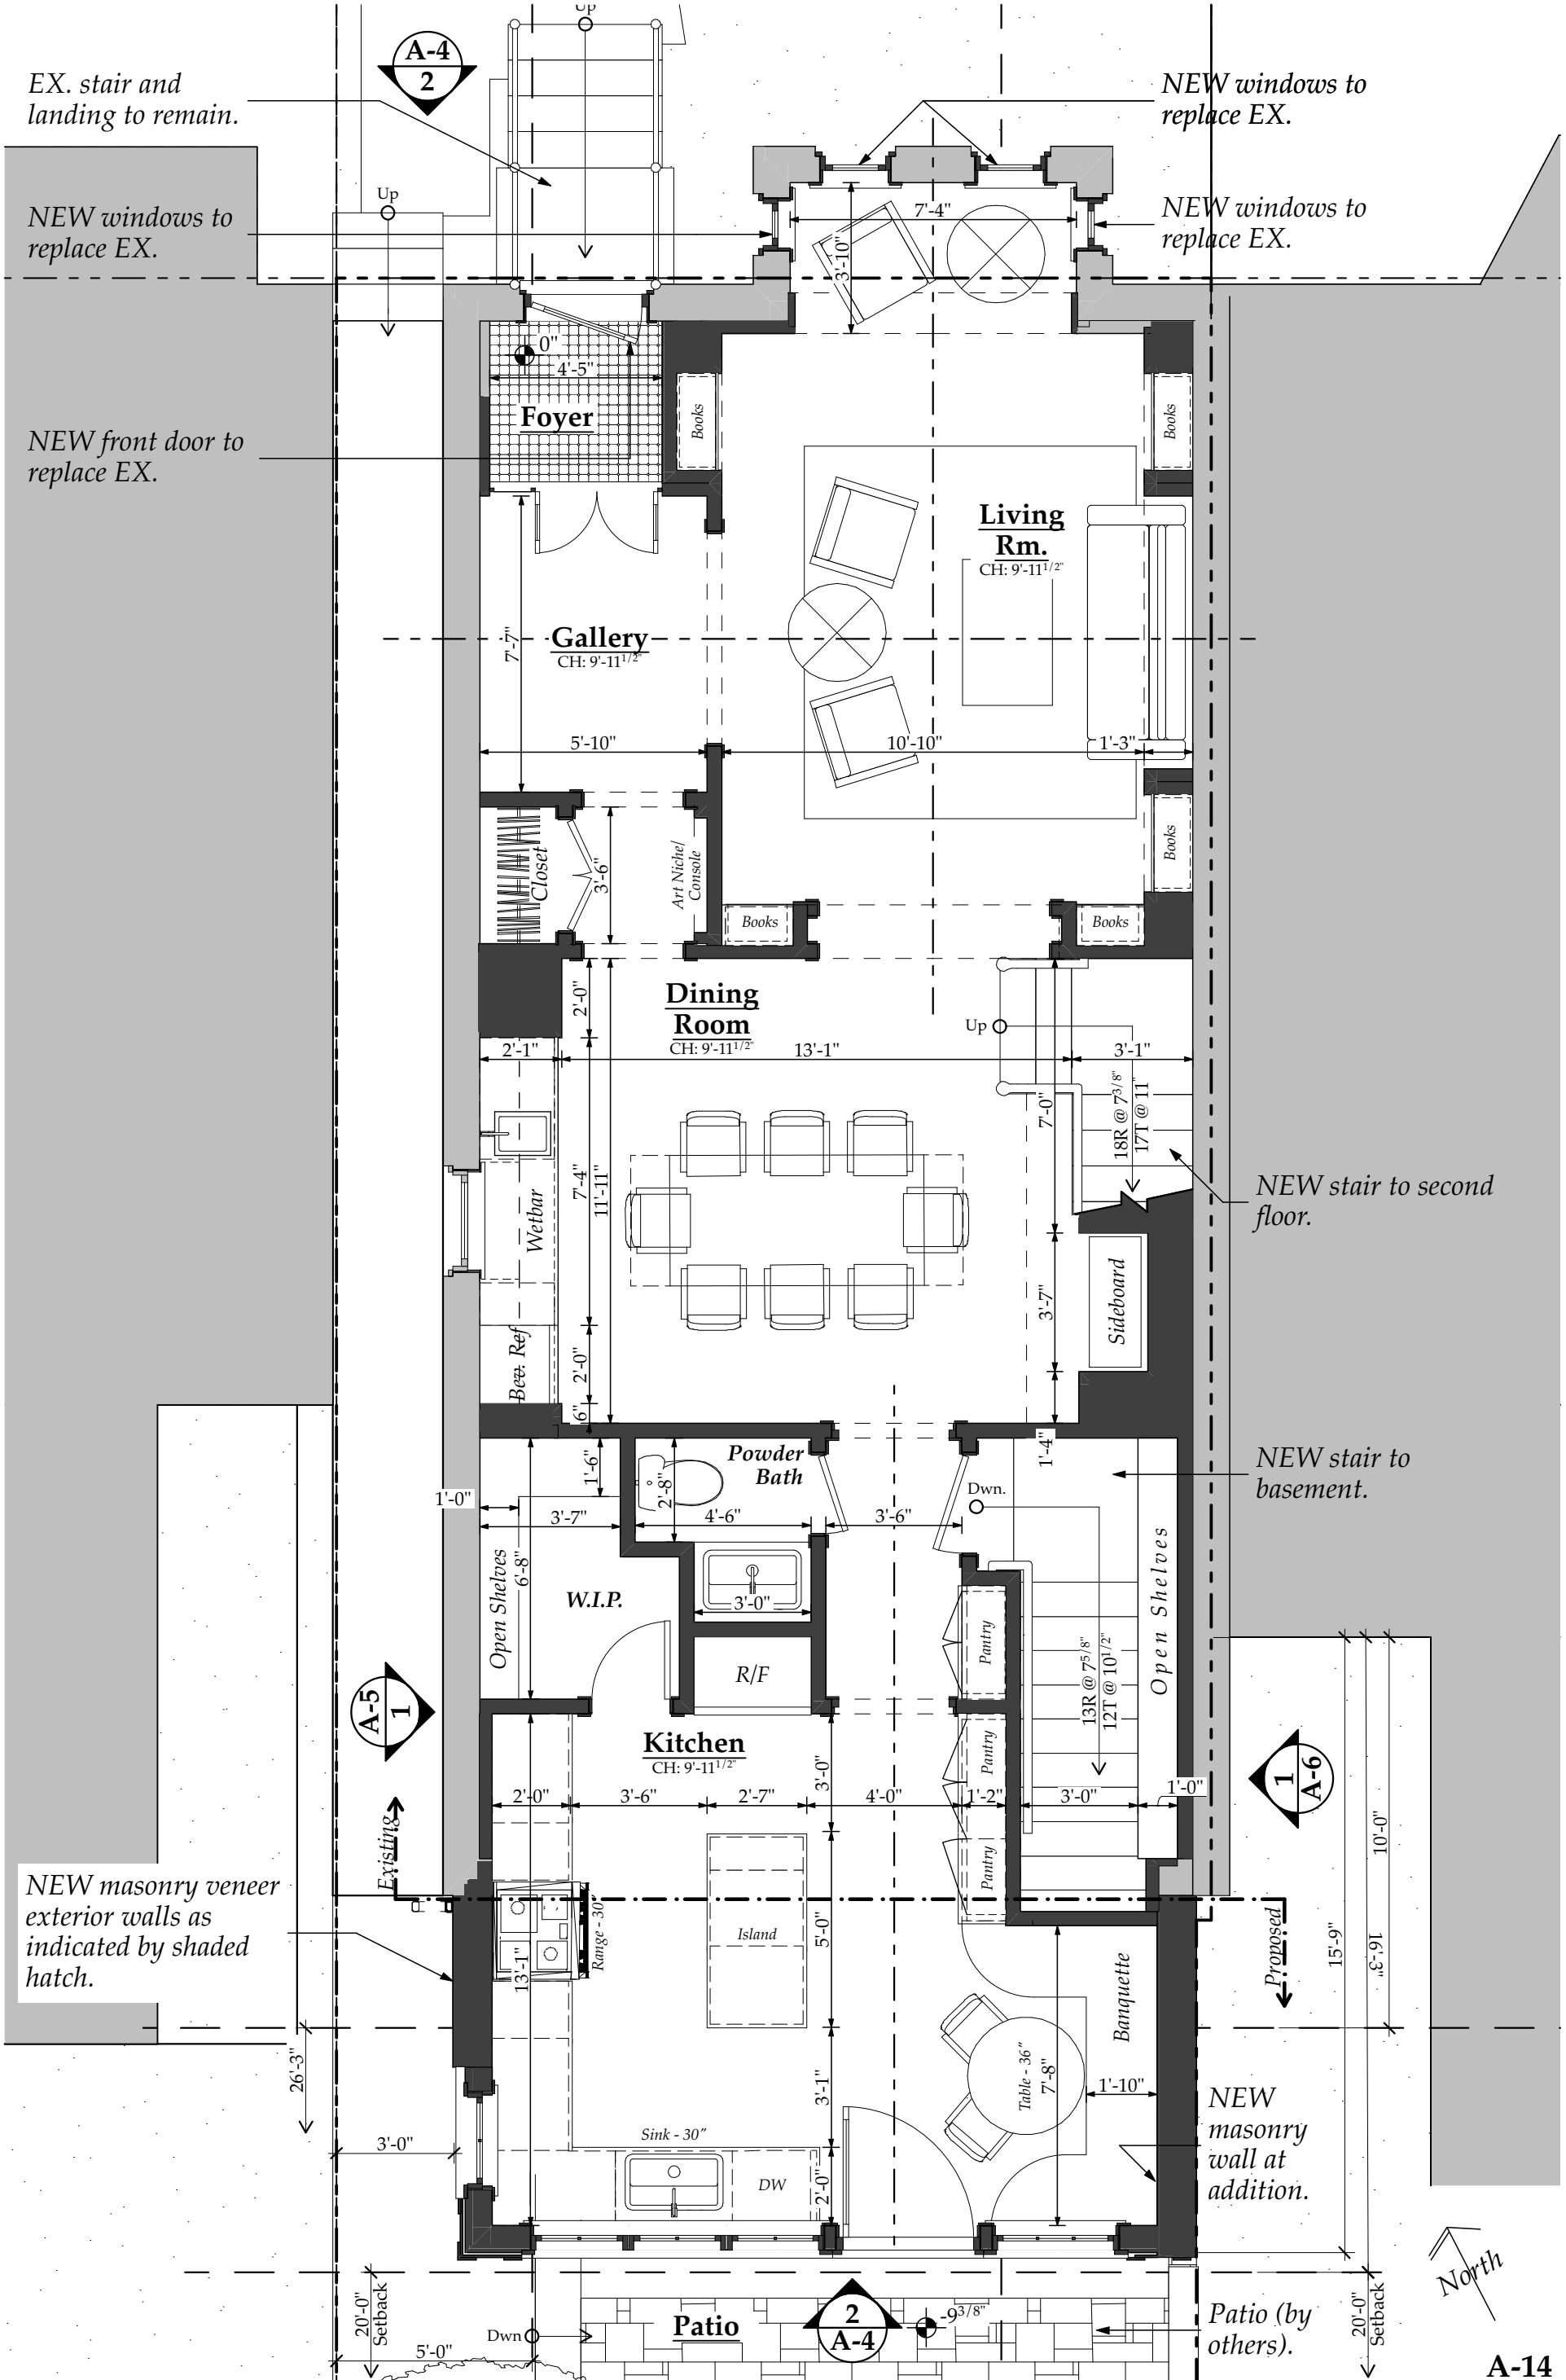 Up
A-4
2
EX. stair and
landing to remain.
NEW windows to
replace EX.
Up
NEW windows to
replace EX.
NEW windows to
replace EX.
7'-4"
3'-10"
0"
4'-5"
Foyer
Books
Books
NEW front door to
replace EX.
Living
Rm.
CH: 9'-11 1/2"
7'-7"
Gallery
CH: 9'-11 1/2"
5'-10"
10'-10"
1'-3"
Closet
3'-6"
Art Niche/
Console
Books
Books
Books
2'-0"
Dining
Room
CH: 9'-11 1/2"
Up
2'-1"
13'-1"
3'-1"
7'-0"
18R @ 7 3/8"
17T @ 11"
7'-4"
11'-11"
Wetbar
NEW stair to second
floor.
3'-7"
Sideboard
Bev. Ref
2'-0"
6"
1'-4"
1'-6"
2'-8"
Powder
Bath
NEW stair to
basement.
1'-0"
3'-7"
4'-6"
3'-6"
Dwn.
Open Shelves
6'-8"
W.I.P.
3'-0"
Open Shelves
Pantry
R/F
13R @ 7 5/8"
12T @ 10 1/2"
A-5
1
Kitchen
CH: 9'-11 1/2"
3'-0"
Pantry
1
A-6
2'-0"
3'-6"
2'-7"
4'-0"
1'-2"
3'-0"
1'-0"
Existing
Pantry
10'-0"
NEW masonry veneer
exterior walls as
indicated by shaded
hatch.
Range - 30"
13'-1"
Island
5'-0"
Banquette
Proposed
15'-9"
16'-3"
26'-3"
3'-1"
Table - 36"
7'-8"
1'-10"
NEW
masonry
wall at
addition.
3'-0"
Sink - 30"
DW
2'-0"
North
20'-0"
Setback
Patio
2
A-4
-9 3/8"
Patio (by
others).
20'-0"
Setback
Dwn
5'-0"
A-14